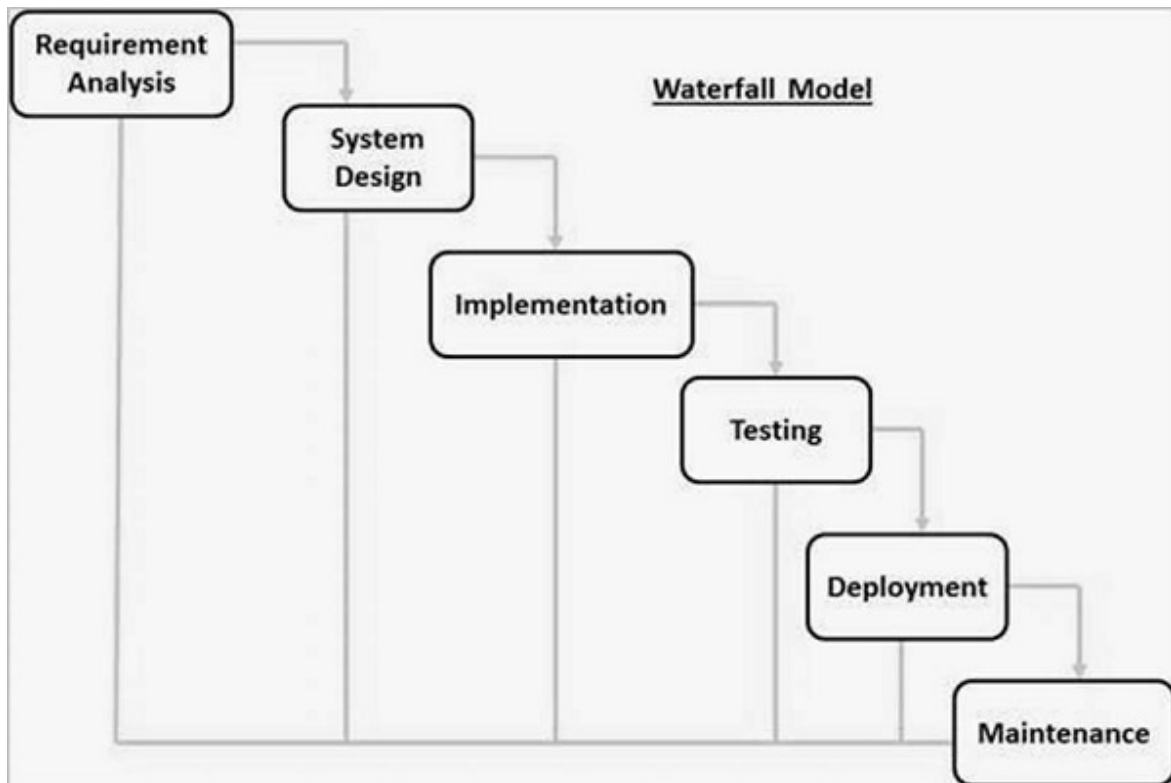 Requirement
Analysis
Waterfall Model
System
Design
Implementation
Testing
Deployment
Maintenance